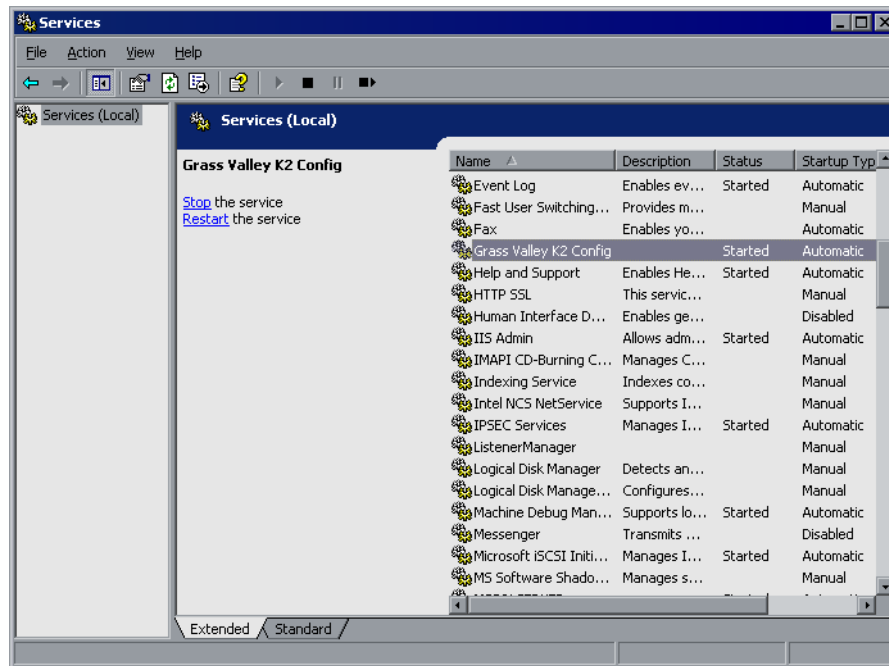 Services
File Action View Help
Services (Local)
Services (Local)
Grass Valley K2 Config
Stop the service
Restart the service
Name Description Status Startup Typ
Event Log Enables ev... Started Automatic
Fast User Switching... Provides m... Manual
Fax Enables yo... Automatic
Grass Valley K2 Config Started Automatic
Help and Support Enables He... Started Automatic
HTTP SSL This servic... Manual
Human Interface D... Enables ge... Disabled
IIS Admin Allows adm... Started Automatic
IMAPI CD-Burning C... Manages C... Manual
Indexing Service Indexes co... Manual
Intel NCS NetService Supports I... Manual
IPSEC Services Manages I... Started Automatic
ListenerManager Manual
Logical Disk Manager Detects an... Manual
Logical Disk Manage... Configures... Manual
Machine Debug Man... Supports lo... Started Automatic
Messenger Transmits ... Disabled
Microsoft iSCSI Initi... Manages I... Started Automatic
MS Software Shado... Manages s... Manual
Extended Standard